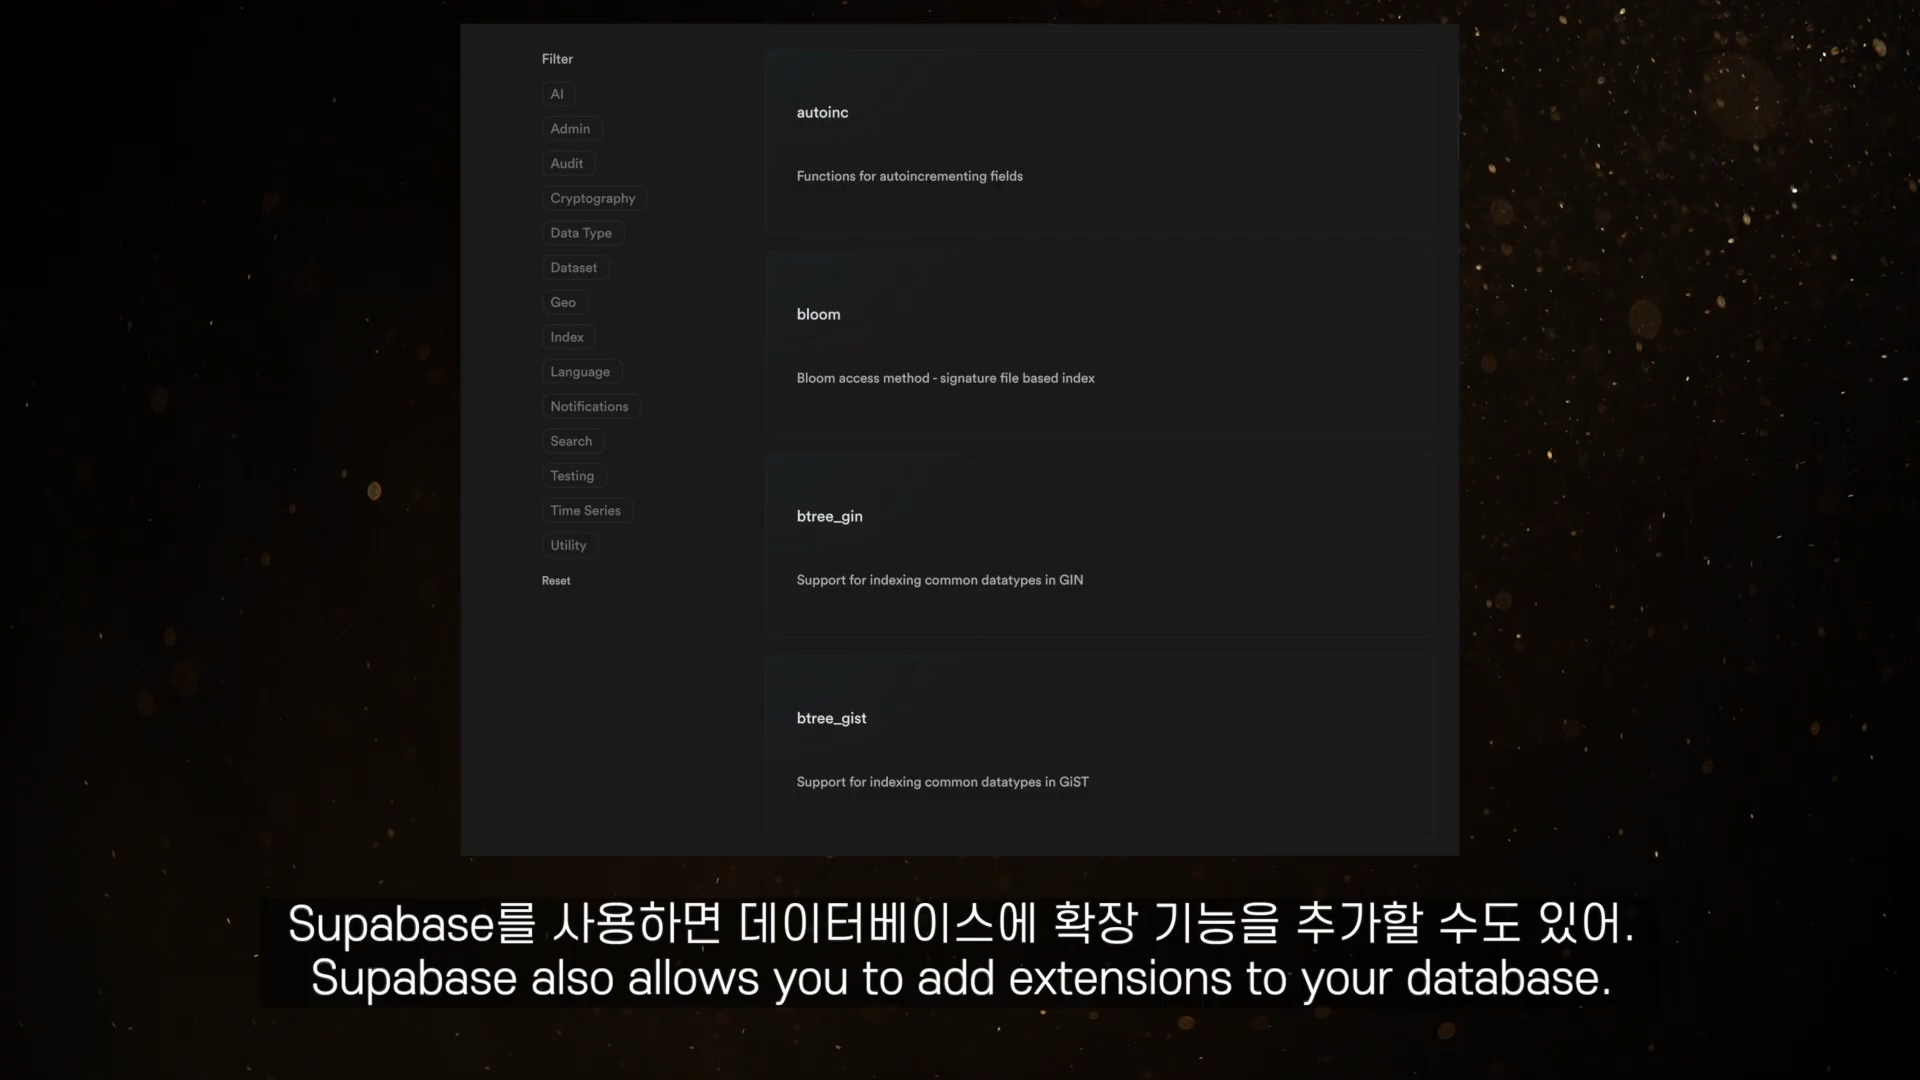 Filter
AI
Admin
Audit
Cryptography
Data Type
Dataset
Geo
Index
Language
Notifications
Search
Testing
Time Series
Utility
Reset
autoinc
Functions for autoincrementing fields
bloom
Bloom access method - signature file based index
btree_gin
Support for indexing common datatypes in GIN
btree_gist
Support for indexing common datatypes in GiST
Supabase를 사용하면 데이터베이스에 확장 기능을 추가할 수도 있어.
Supabase also allows you to add extensions to your database.